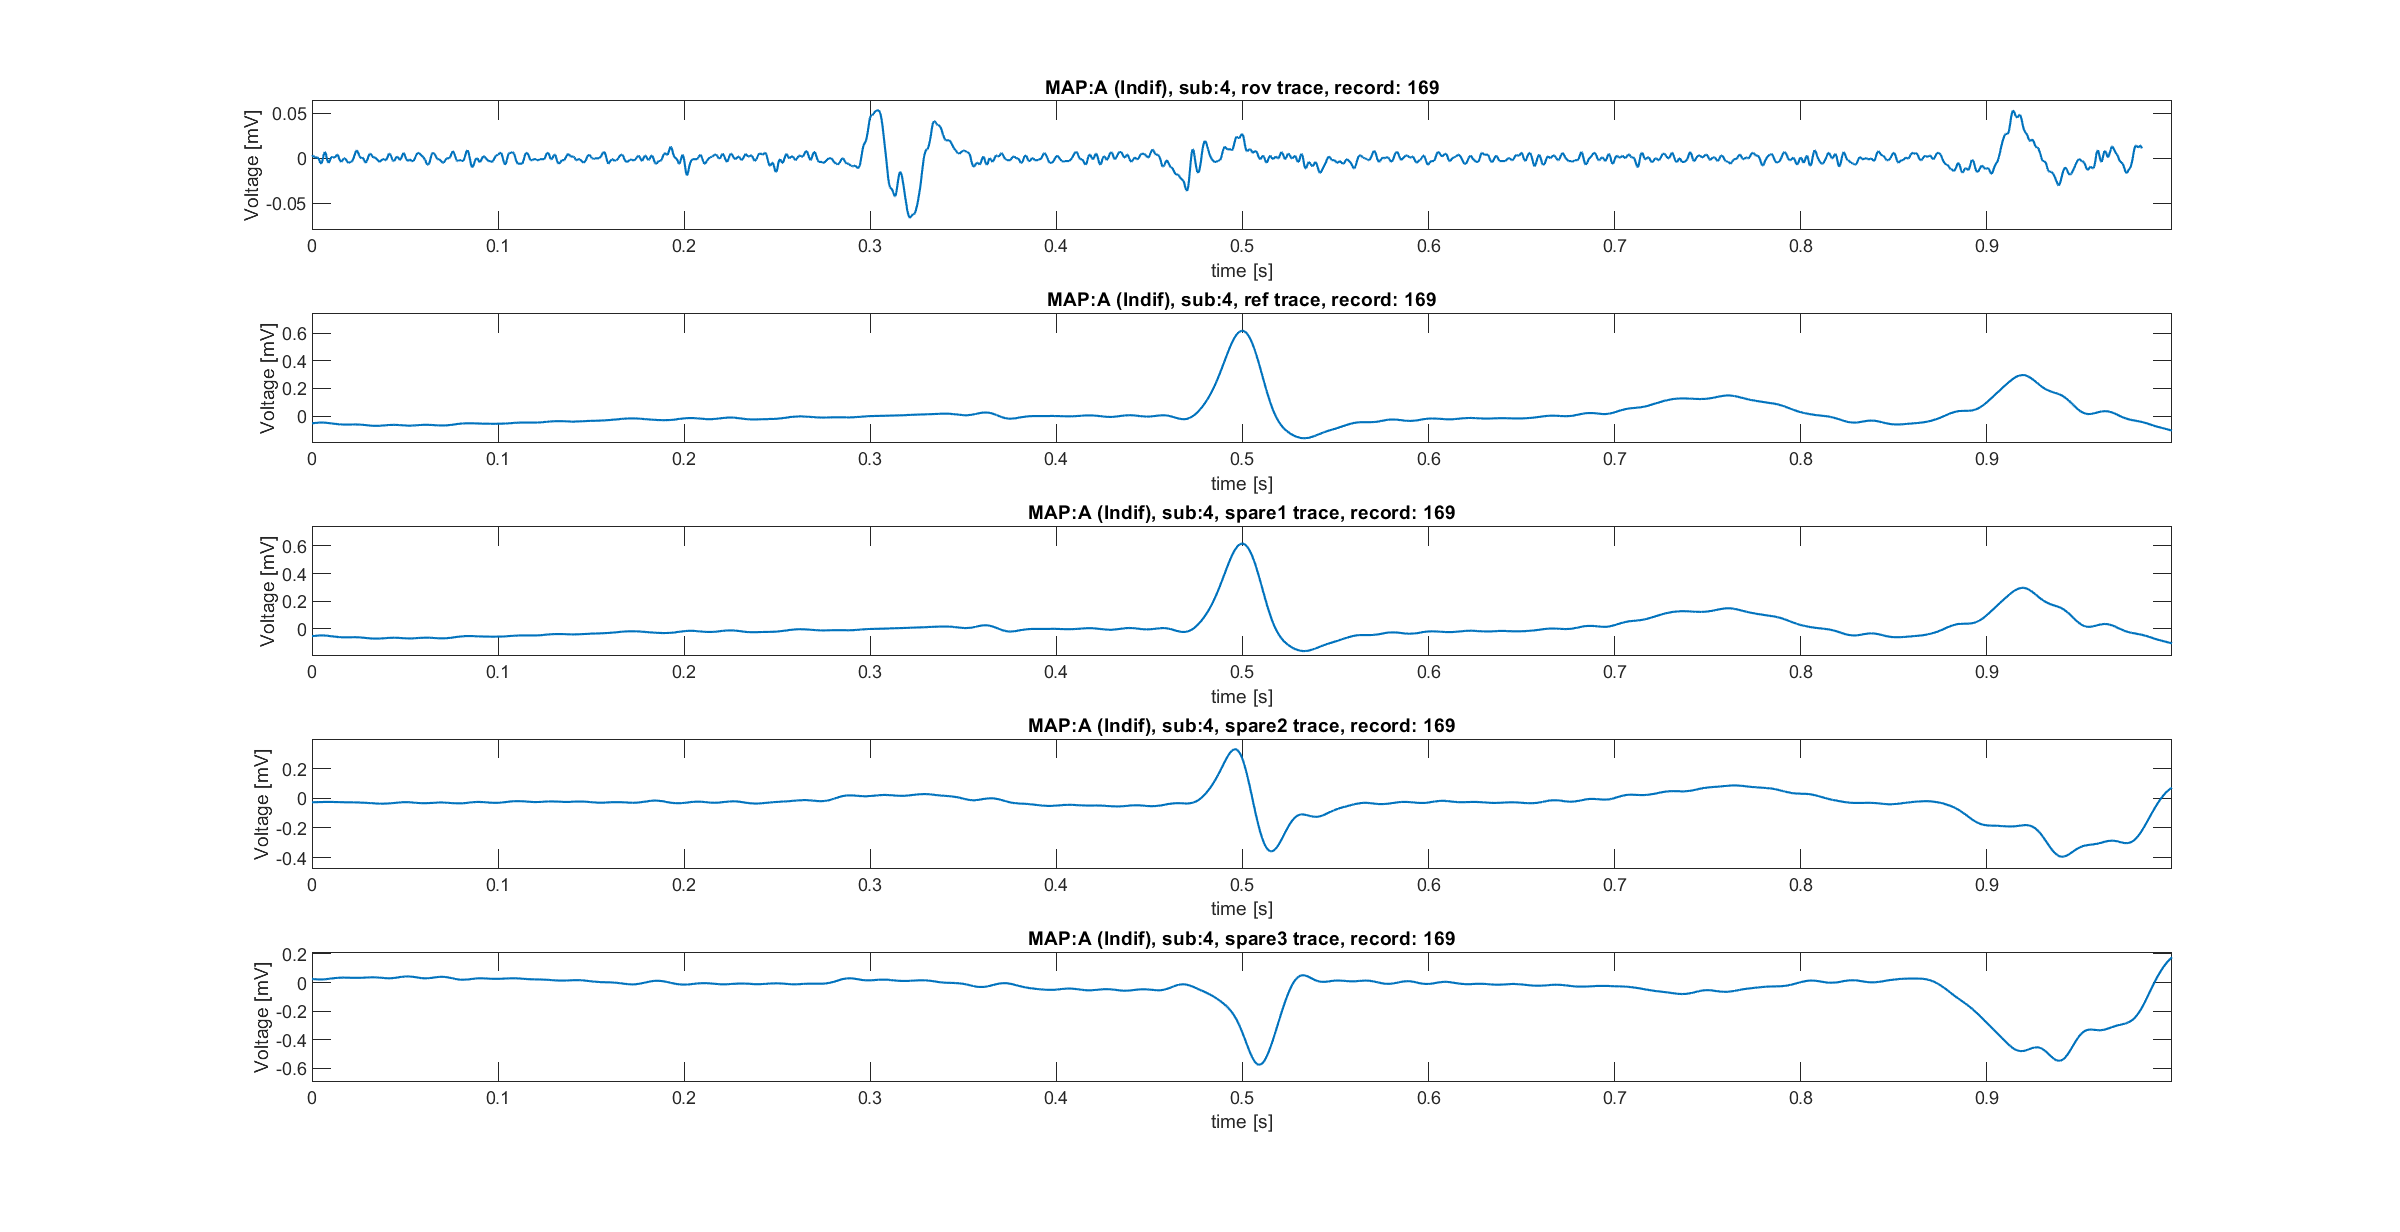 MAP:A (Indif), sub:4, rov trace, record: 169
Voltage [mV]
0.05
0
-0.05
0 0.1 0.2 0.3 0.4 0.5 0.6 0.7 0.8 0.9
time [s]
MAP:A (Indif), sub:4, ref trace, record: 169
Voltage [mV]
0.6
0.4
0.2
0
0 0.1 0.2 0.3 0.4 0.5 0.6 0.7 0.8 0.9
time [s]
MAP:A (Indif), sub:4, spare1 trace, record: 169
Voltage [mV]
0.6
0.4
0.2
0
0 0.1 0.2 0.3 0.4 0.5 0.6 0.7 0.8 0.9
time [s]
MAP:A (Indif), sub:4, spare2 trace, record: 169
Voltage [mV]
0.2
0
-0.2
-0.4
0 0.1 0.2 0.3 0.4 0.5 0.6 0.7 0.8 0.9
time [s]
MAP:A (Indif), sub:4, spare3 trace, record: 169
Voltage [mV]
0.2
0
-0.2
-0.4
-0.6
0 0.1 0.2 0.3 0.4 0.5 0.6 0.7 0.8 0.9
time [s]